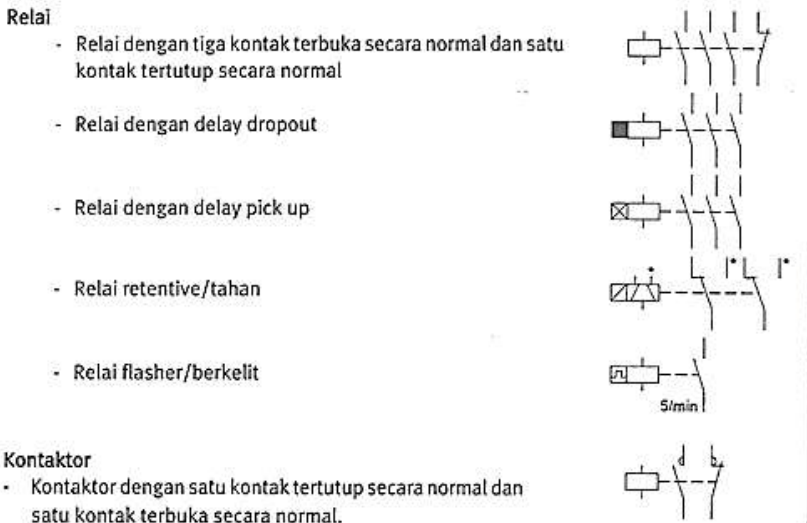 Relai
- Relai dengan tiga kontak terbuka secara normal dan satu
kontak tertutup secara normal
- Relai dengan delay dropout
- Relai dengan delay pick up
- Relai retentive/tahan
- Relai flasher/berkelit
5/min
Kontaktor
- Kontaktor dengan satu kontak tertutup secara normal dan
satu kontak terbuka secara normal.